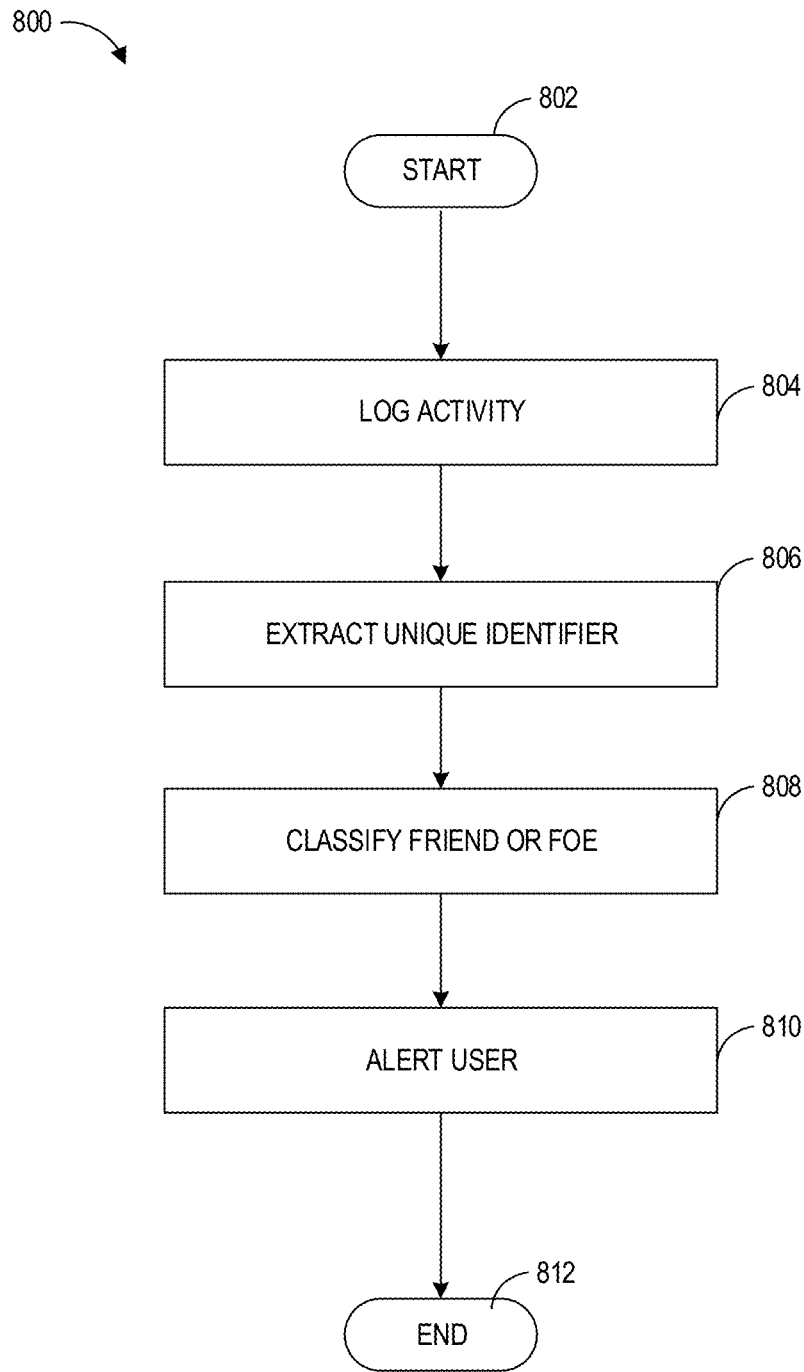 800
802
START
LOG ACTIVITY
804
806
EXTRACT UNIQUE IDENTIFIER
808
CLASSIFY FRIEND OR FOE
810
ALERT USER
812
END